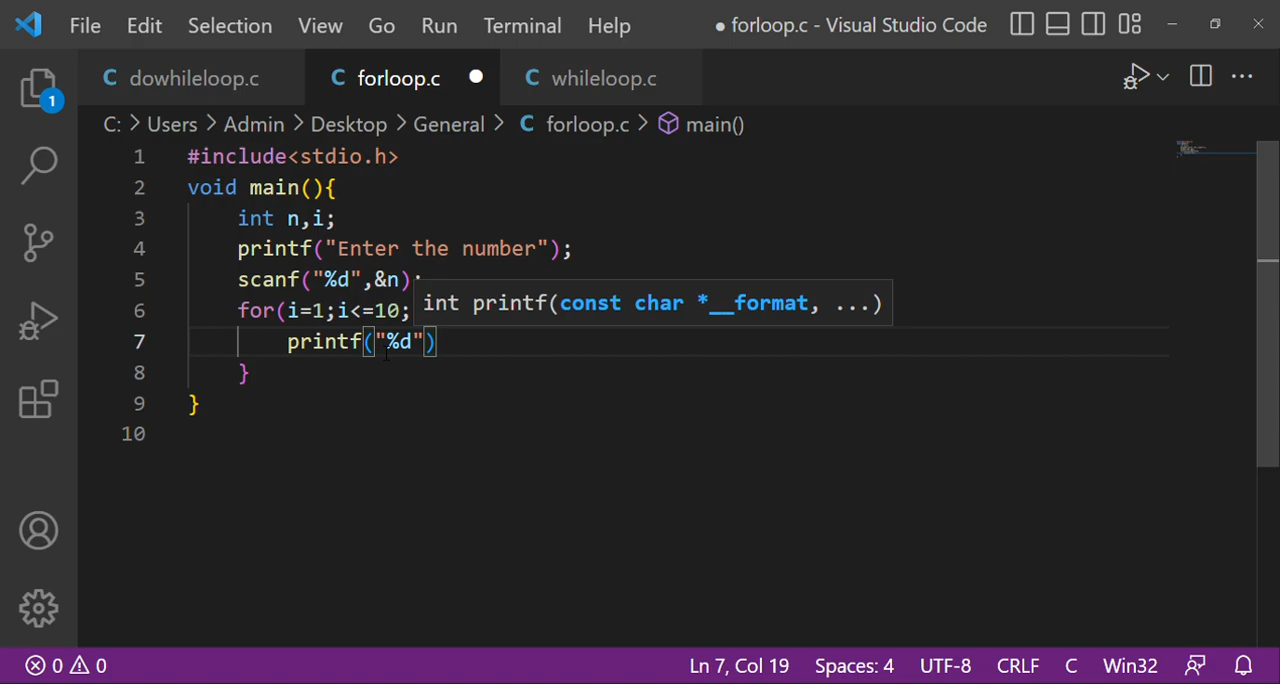 File Edit Selection View Go Run Terminal Help ● forloop.c - Visual Studio Code
C dowhileloop.c C forloop.c ● C whileloop.c
C: > Users > Admin > Desktop > General > C forloop.c > main()
1 #include<stdio.h>
2 void main(){
3 int n,i;
4 printf("Enter the number");
5 scanf("%d",&n);
int printf(const char *__format, ...)
6 for(i=1;i<=10;
7 printf("%d")
8 }
9 }
10
1
0 0 Ln 7, Col 19 Spaces: 4 UTF-8 CRLF C Win32